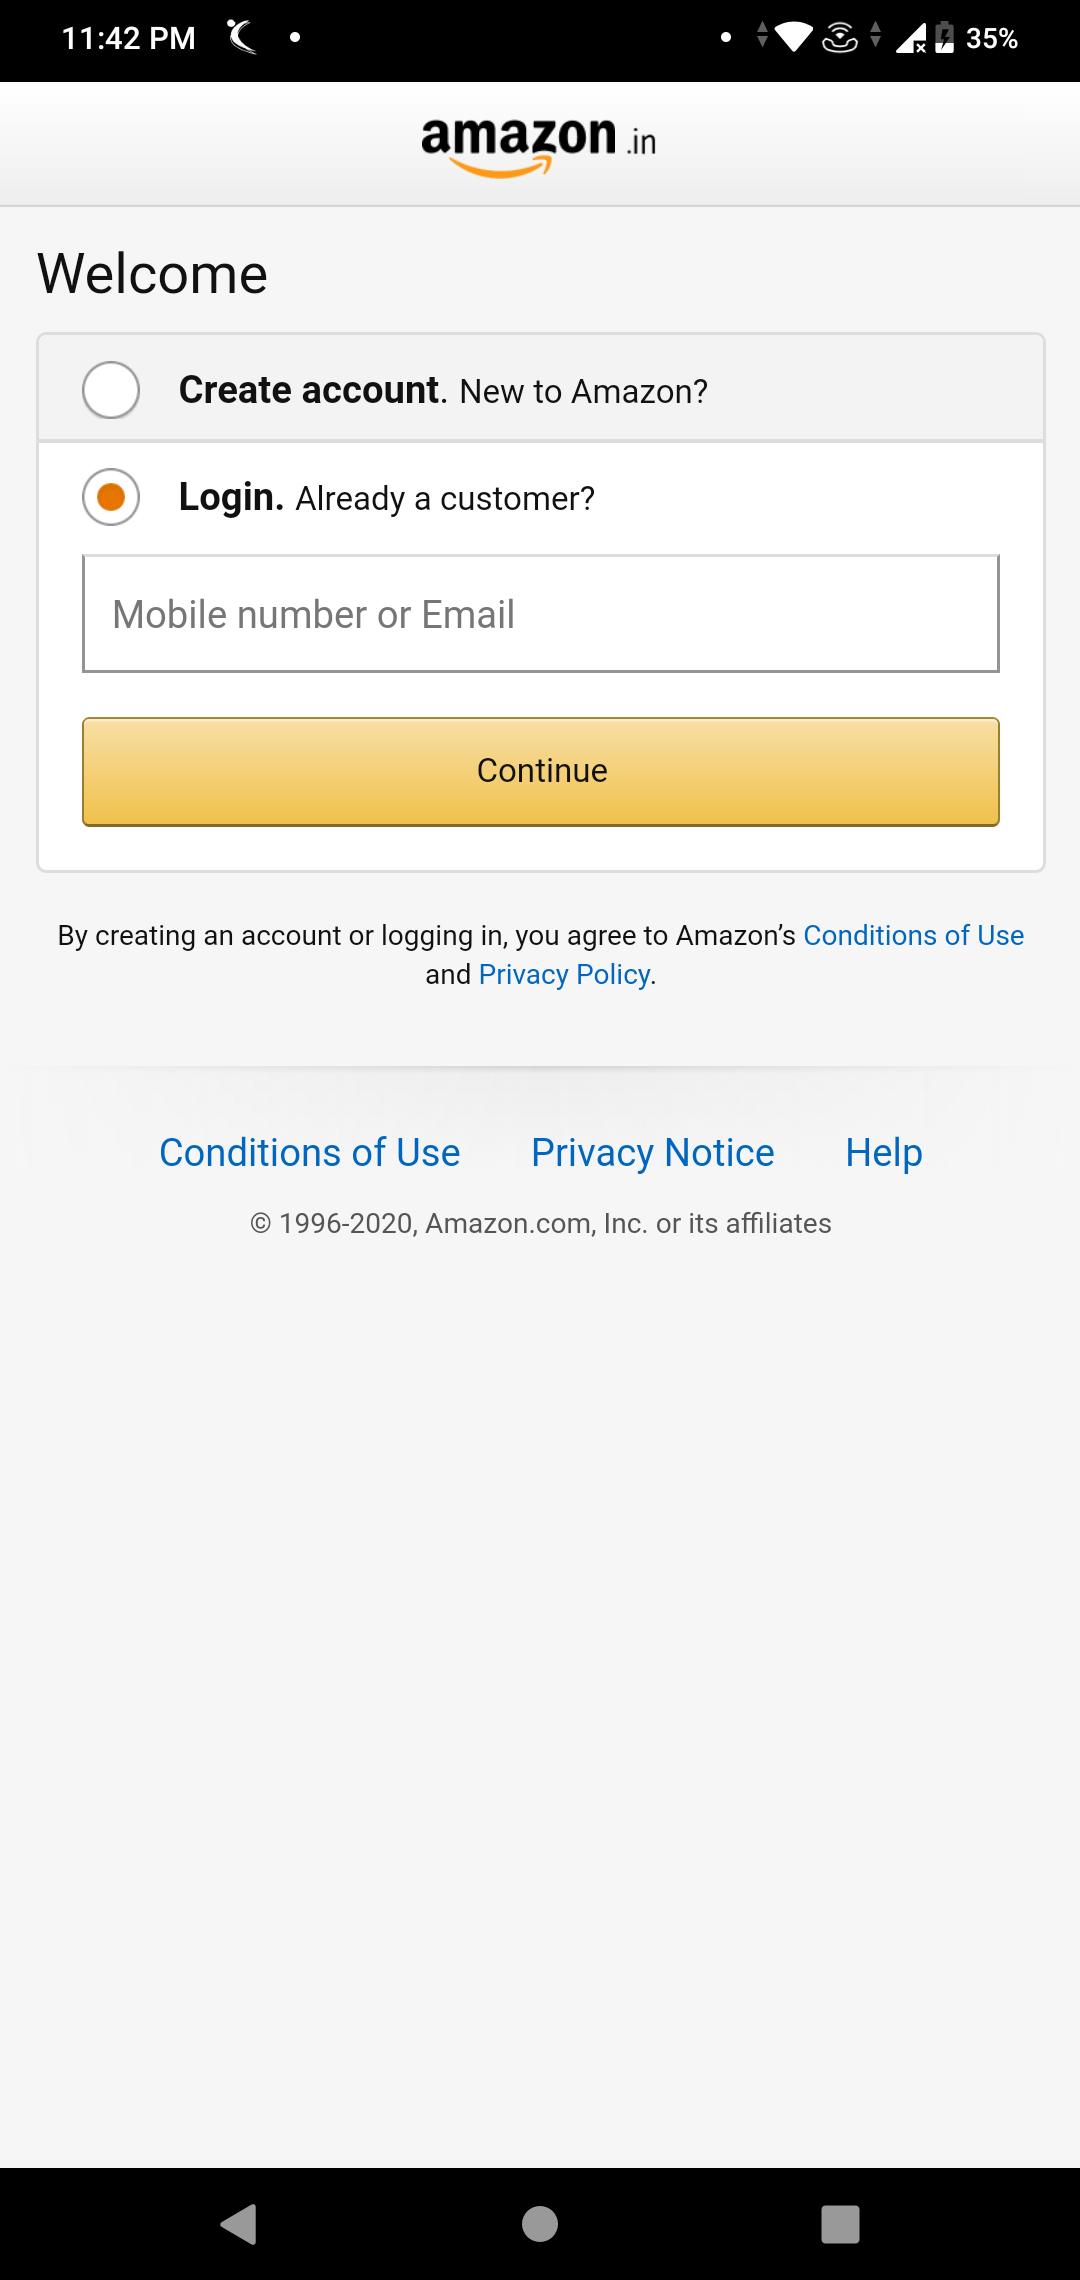 11:42 PM 35%
amazon.in
Welcome
Create account. New to Amazon?
Login. Already a customer?
Mobile number or Email
Continue
By creating an account or logging in, you agree to Amazon’s Conditions of Use
and Privacy Policy.
Conditions of Use Privacy Notice Help
© 1996-2020, Amazon.com, Inc. or its affiliates